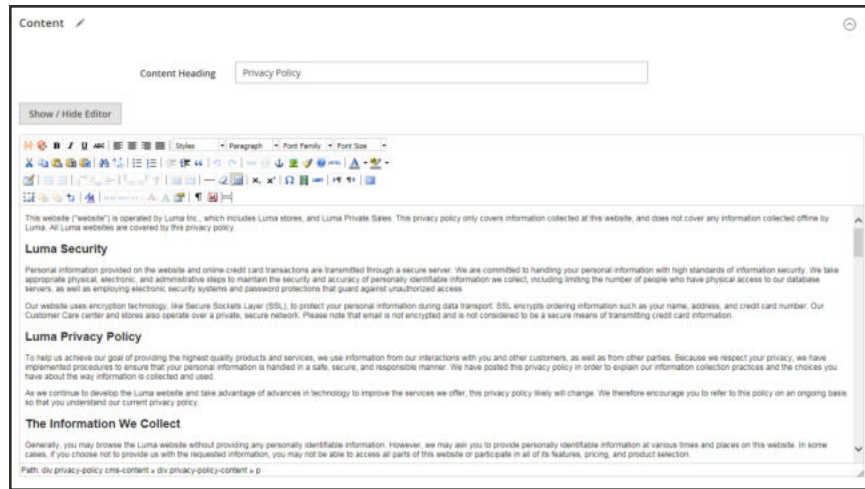 Content
Content Heading
Privacy Policy
Show / Hide Editor
B I U ABC Styles Paragraph Font Family Font Size
This website ("website") is operated by Luma Inc., which includes Luma stores, and Luma Private Sales. This privacy policy only covers information collected at this website, and does not cover any information collected offline by
Luma. All Luma websites are covered by this privacy policy.
Luma Security
Personal information provided on the website and online credit card transactions are transmitted through a secure server. We are committed to handling your personal information with high standards of information security. We take
appropriate physical, electronic, and administrative steps to maintain the security and accuracy of personally identifiable information we collect, including limiting the number of people who have physical access to our database
servers, as well as employing electronic security systems and password protections that guard against unauthorized access.
Our website uses encryption technology, like Secure Sockets Layer (SSL), to protect your personal information during data transport. SSL encrypts ordering information such as your name, address, and credit card number. Our
Customer Care center and stores also operate over a private, secure network. Please note that email is not encrypted and is not considered to be a secure means of transmitting credit card information.
Luma Privacy Policy
To help us achieve our goal of providing the highest quality products and services, we use information from our interactions with you and other customers, as well as from other parties. Because we respect your privacy, we have
implemented procedures to ensure that your personal information is handled in a safe, secure, and responsible manner. We have posted this privacy policy in order to explain our information collection practices and the choices you
have about the way information is collected and used.
As we continue to develop the Luma website and take advantage of advances in technology to improve the services we offer, this privacy policy likely will change. We therefore encourage you to refer to this policy on an ongoing basis
so that you understand our current privacy policy.
The Information We Collect
Generally, you may browse the Luma website without providing any personally identifiable information. However, we may ask you to provide personally identifiable information at various times and places on this website. In some
cases, if you choose not to provide us with the requested information, you may not be able to access all parts of this website or participate in all of its features, pricing, and product selection.
Path: div.privacy-policy cms-content » div.privacy-policy-content » p